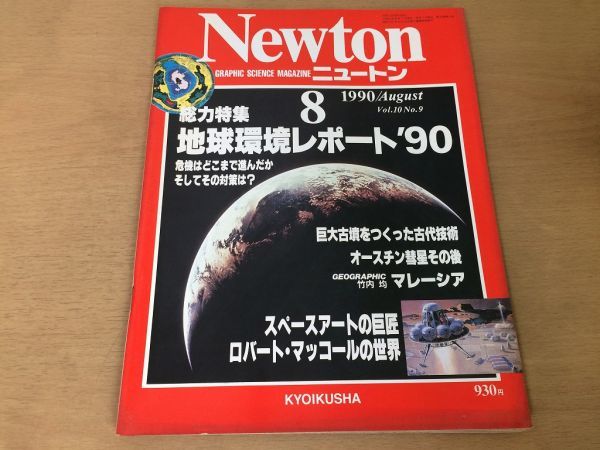 Newton
GRAPHIC SCIENCE MAGAZINE ニュートン
8
1990/August
Vol.10 No.9
総力特集
地球環境レポート'90
危機はどこまで進んだか
そしてその対策は?
巨大古墳をつくった古代技術
オースチン彗星その後
GEOGRAPHIC
竹内 均
マレーシア
スペースアートの巨匠
ロバート・マッコールの世界
KYOIKUSHA
930円